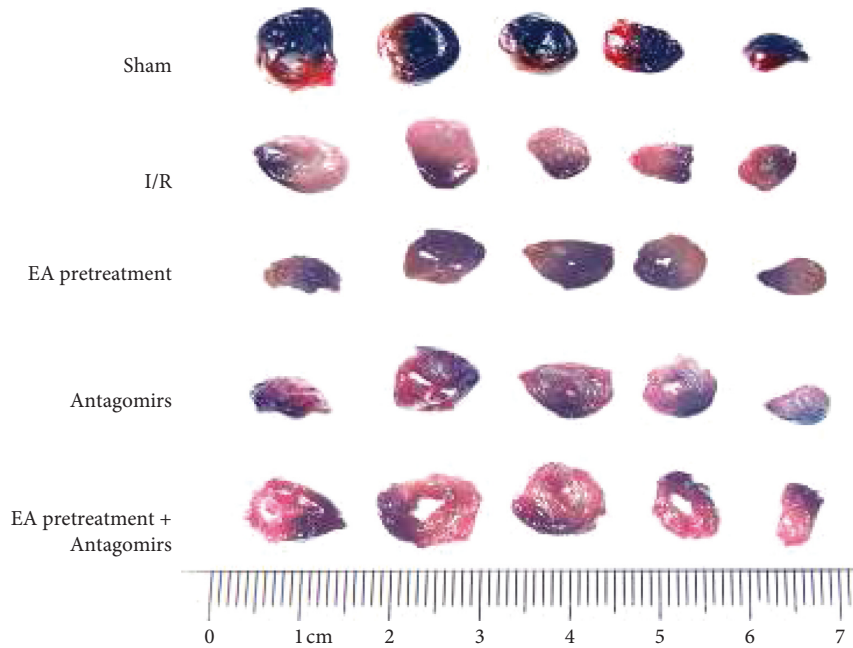 Sham
I/R
EA pretreatment
Antagomirs
EA pretreatment +
Antagomirs
0 1 cm 2 3 4 5 6 7